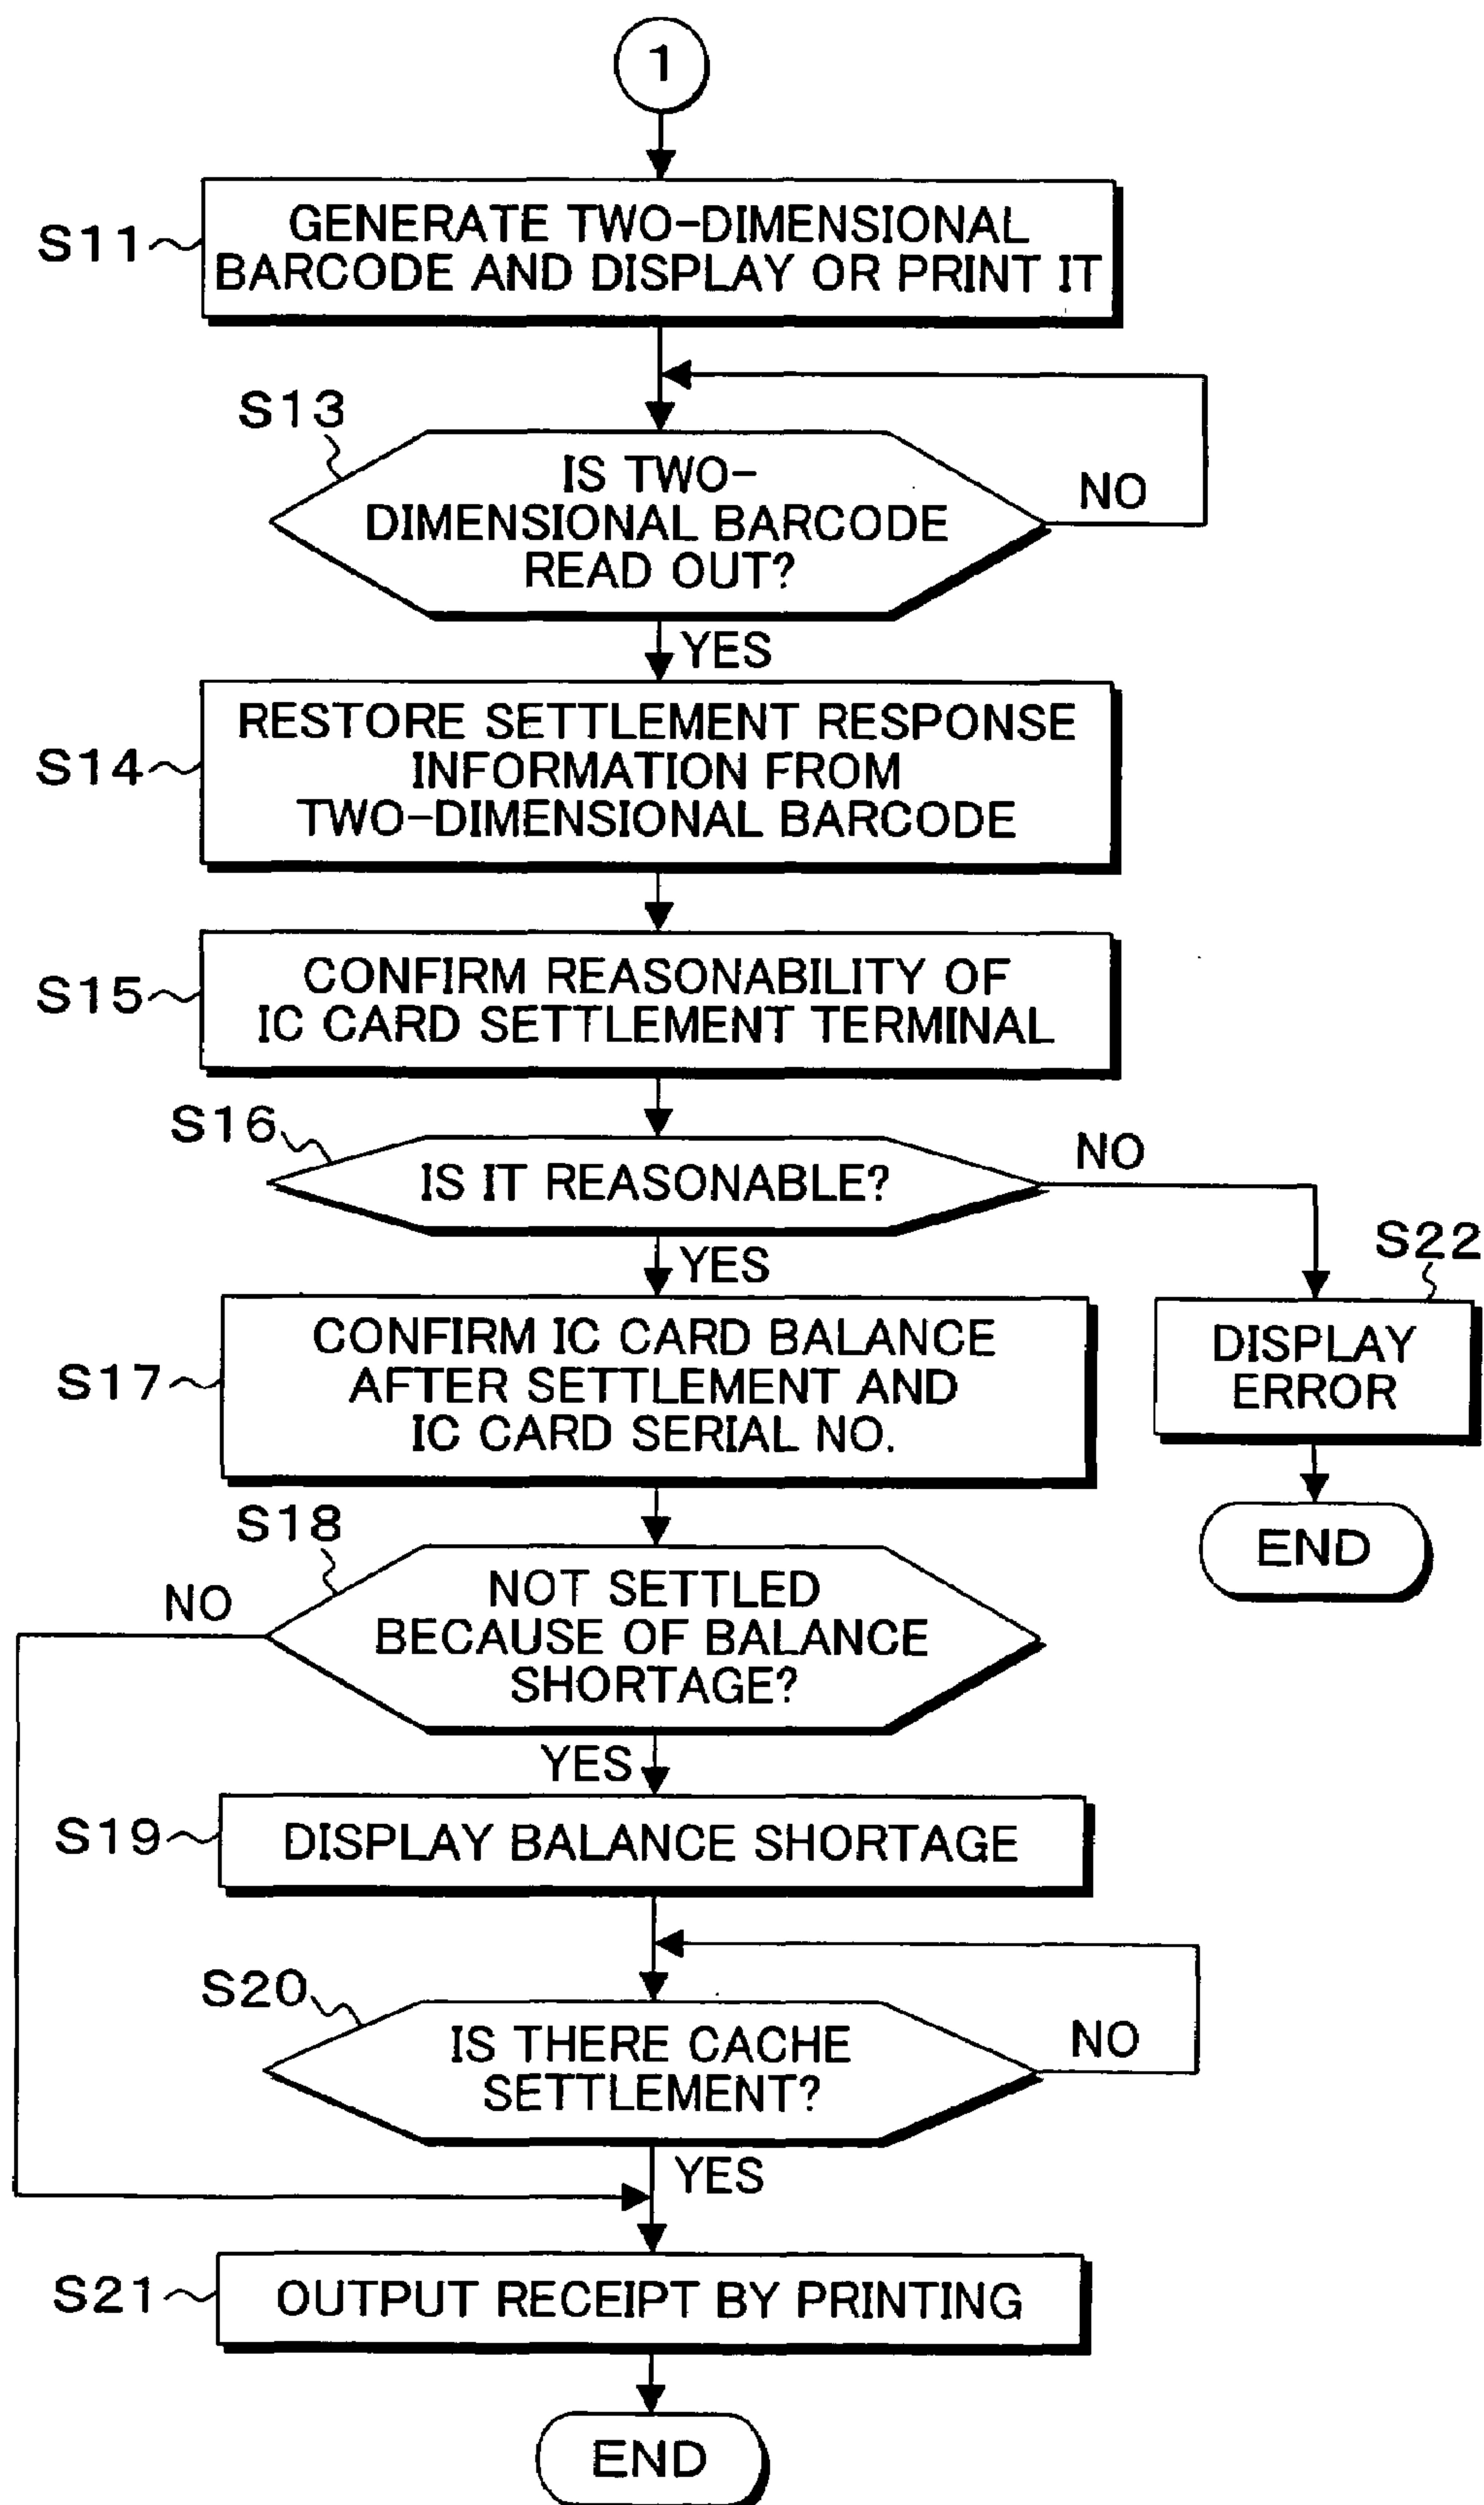 1
S11
GENERATE TWO-DIMENSIONAL
BARCODE AND DISPLAY OR PRINT IT
S13
IS TWO-
DIMENSIONAL BARCODE
READ OUT?
NO
YES
S14
RESTORE SETTLEMENT RESPONSE
INFORMATION FROM
TWO-DIMENSIONAL BARCODE
S15
CONFIRM REASONABILITY OF
IC CARD SETTLEMENT TERMINAL
S16
IS IT REASONABLE?
NO
YES
S22
DISPLAY
ERROR
END
S17
CONFIRM IC CARD BALANCE
AFTER SETTLEMENT AND
IC CARD SERIAL NO.
S18
NO
NOT SETTLED
BECAUSE OF BALANCE
SHORTAGE?
YES
S19
DISPLAY BALANCE SHORTAGE
S20
IS THERE CACHE
SETTLEMENT?
NO
YES
S21
OUTPUT RECEIPT BY PRINTING
END